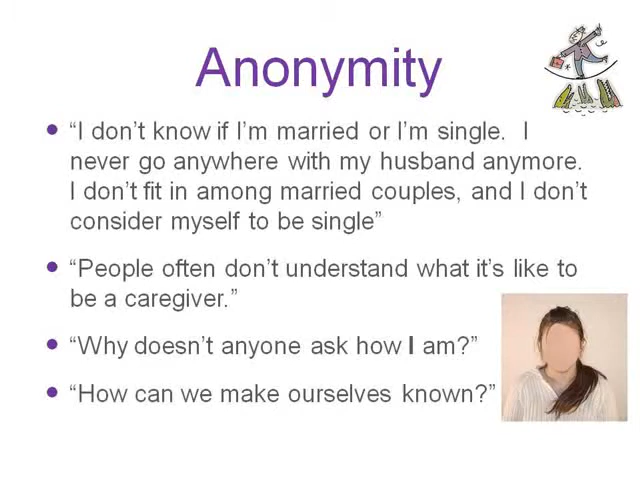 Anonymity
“I don’t know if I’m married or I’m single.  I
never go anywhere with my husband anymore.
I don’t fit in among married couples, and I don’t
consider myself to be single”
“People often don’t understand what it’s like to
be a caregiver.”
“Why doesn’t anyone ask how I am?”
“How can we make ourselves known?”